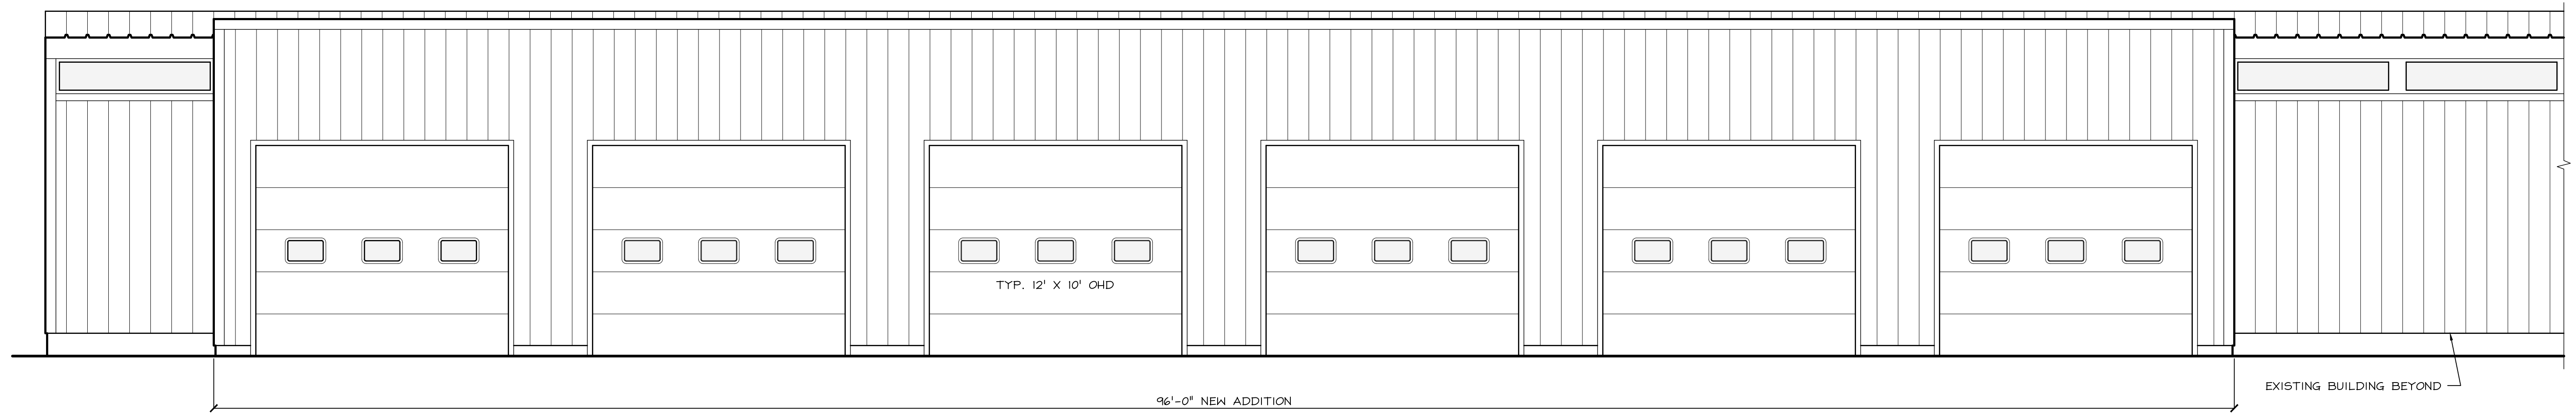 TYP. 12' X 10' OHD
EXISTING BUILDING BEYOND
96'-0" NEW ADDITION